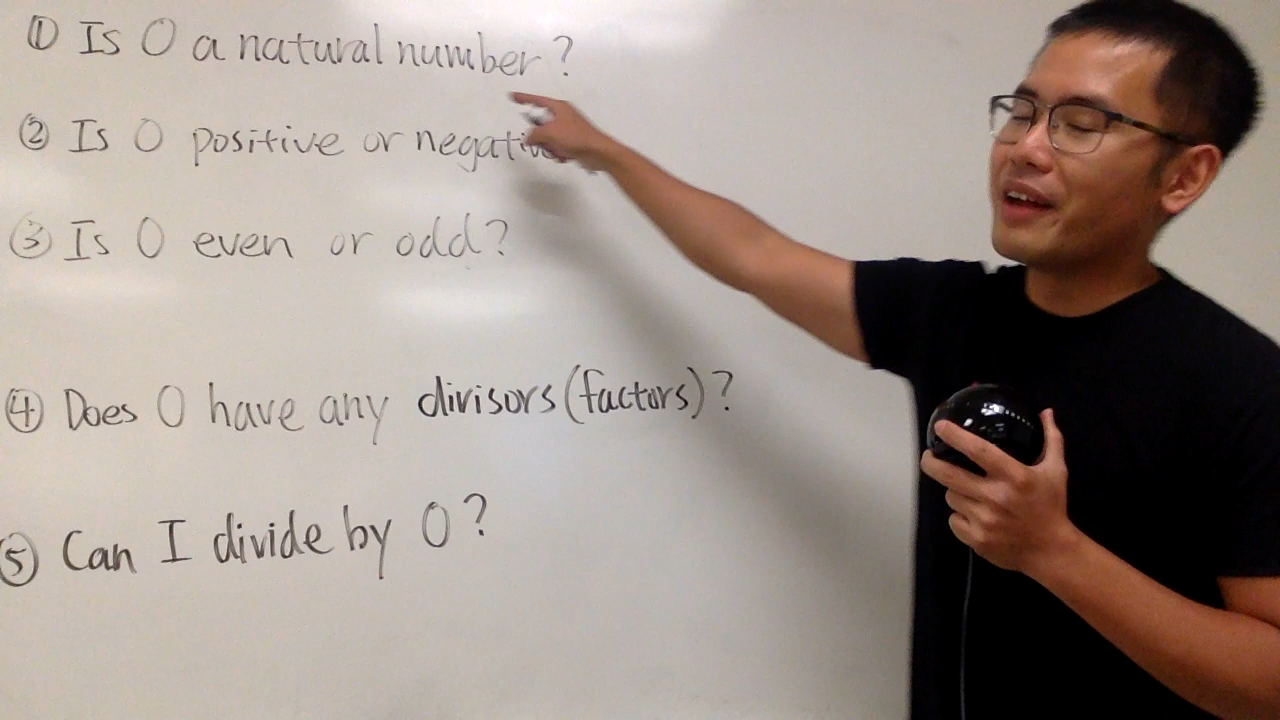 ① Is 0 a natural number?
② Is 0 positive or negative
③ Is 0 even or odd?
④ Does 0 have any divisors (factors)?
⑤ Can I divide by 0?